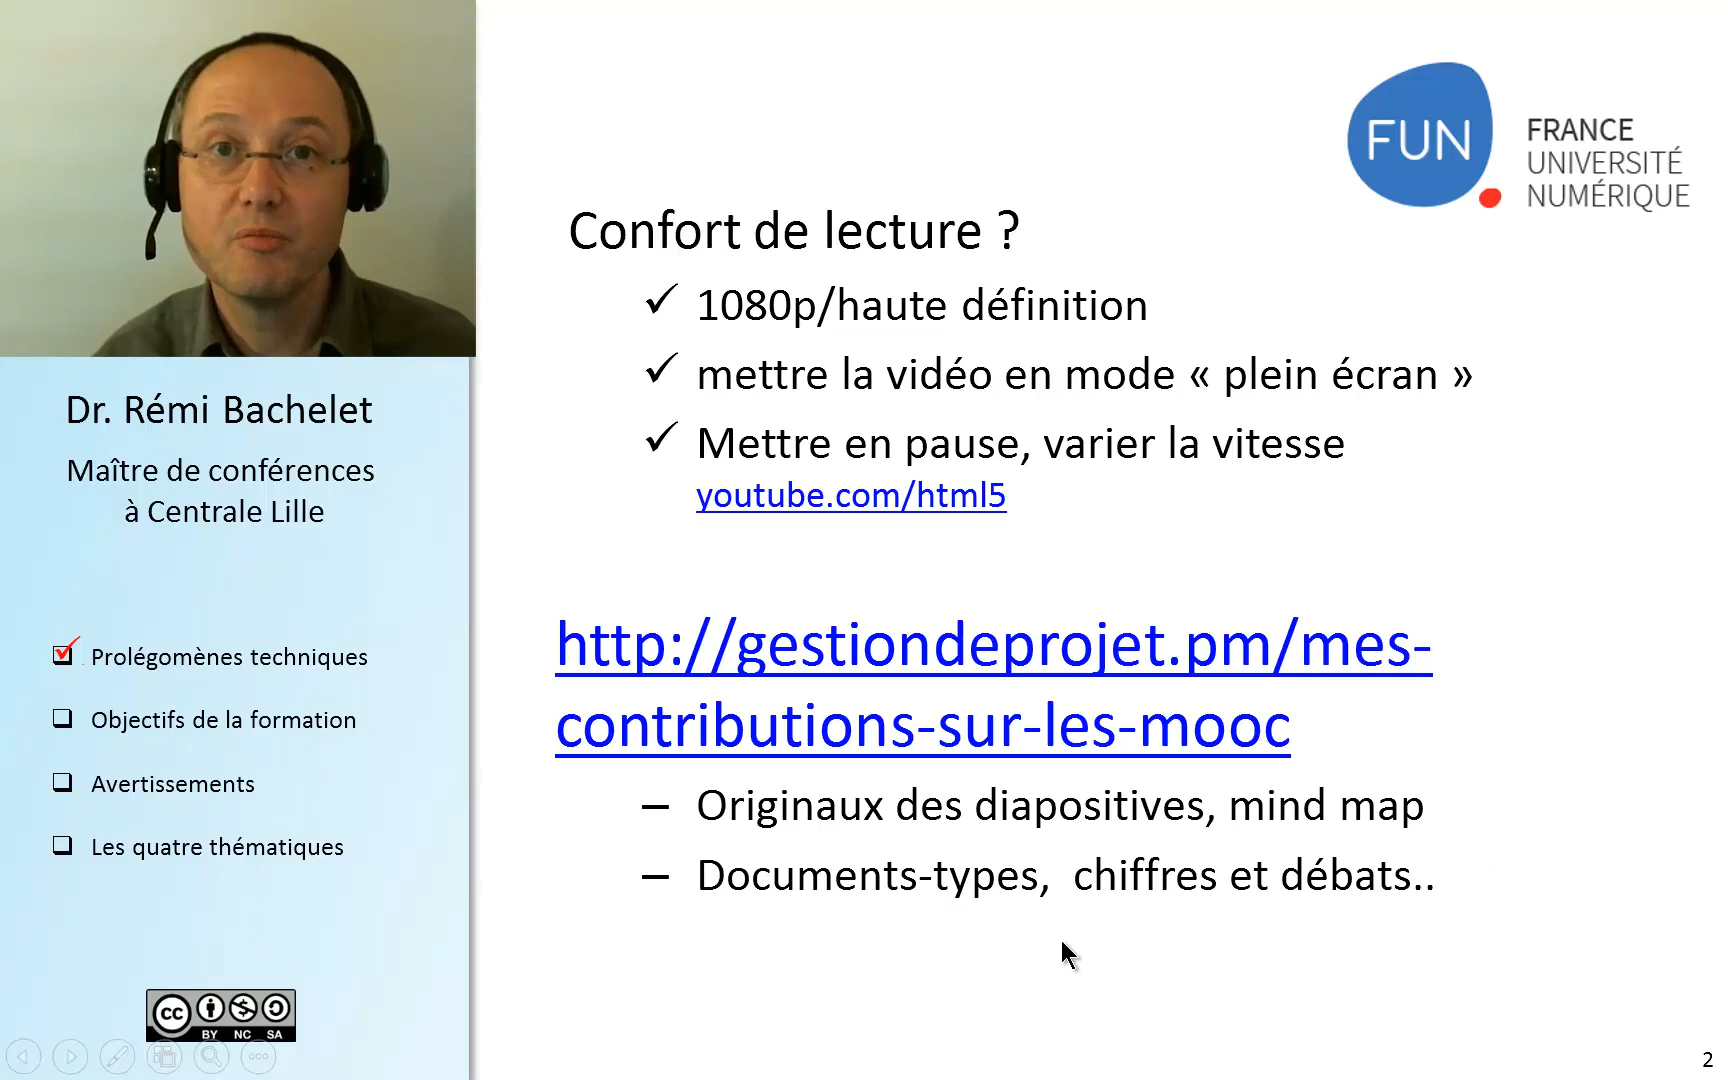 FUN
FRANCE
UNIVERSITÉ
NUMÉRIQUE
Confort de lecture ?
1080p/haute définition
mettre la vidéo en mode « plein écran »
Mettre en pause, varier la vitesse
youtube.com/html5
http://gestiondeprojet.pm/mes-
contributions-sur-les-mooc
– Originaux des diapositives, mind map
– Documents-types,  chiffres et débats..
Dr. Rémi Bachelet
Maître de conférences
à Centrale Lille
Prolégomènes techniques
Objectifs de la formation
Avertissements
Les quatre thématiques
cc
BY NC SA
2